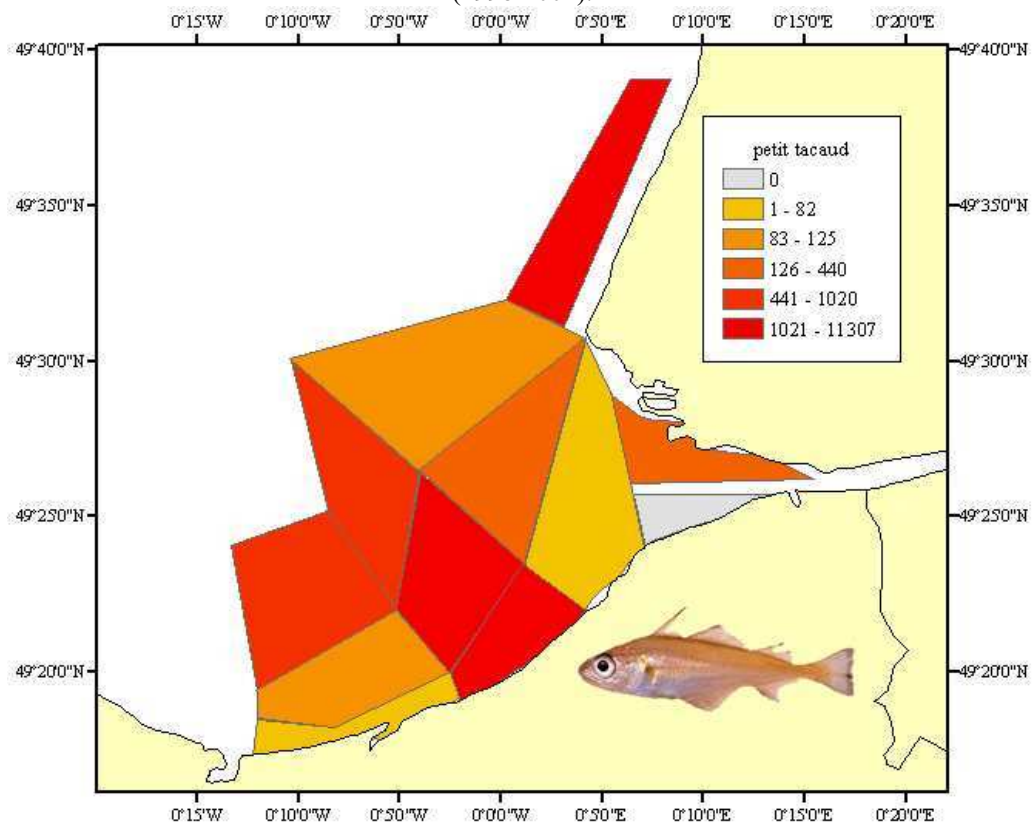 0°15'W 0°10'0"W 0°5'0"W 0°0'0"E 0°5'0"E 0°10'0"E 0°15'0"E 0°20'0"E
49°40'0"N 49°40'0"N
petit tacaud
0
1 - 82
49°35'0"N 49°35'0"N
83 - 125
126 - 440
441 - 1020
1021 - 11307
49°30'0"N 49°30'0"N
49°25'0"N 49°25'0"N
49°20'0"N 49°20'0"N
0°15'W 0°10'0"W 0°5'0"W 0°0'0"E 0°5'0"E 0°10'0"E 0°15'0"E 0°20'0"E